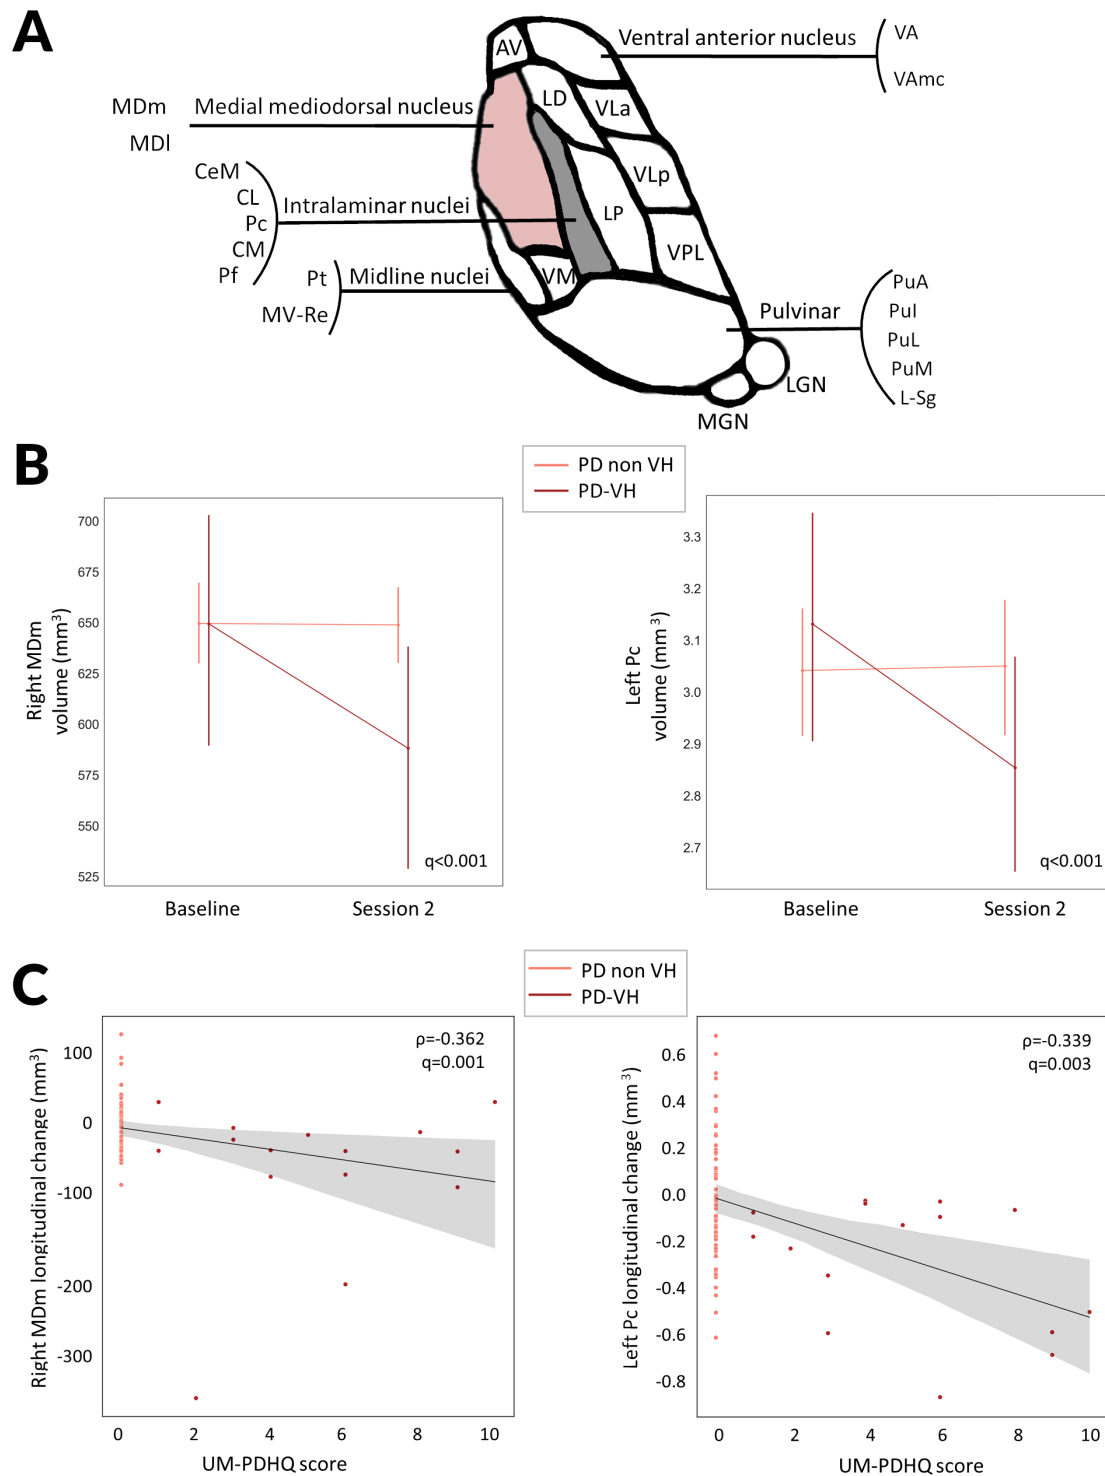 A
AV
Ventral anterior nucleus
VA
VAmc
MDm
MDl
Medial mediodorsal nucleus
LD
VLa
CeM
CL
Pc
CM
Pf
Intralaminar nuclei
VLp
LP
VPL
Pt
MV-Re
Midline nuclei
VM
Pulvinar
PuA
PuI
PuL
PuM
L-Sg
LGN
MGN
B
PD non VH
PD-VH
Right MDm
volume (mm³)
700
675
650
625
600
575
550
525
q<0.001
Baseline
Session 2
Left Pc
volume (mm³)
3.3
3.2
3.1
3.0
2.9
2.8
2.7
q<0.001
Baseline
Session 2
C
PD non VH
PD-VH
Right MDm longitudinal change (mm³)
100
0
-100
-200
-300
ρ=-0.362
q=0.001
0 2 4 6 8 10
UM-PDHQ score
Left Pc longitudinal change (mm³)
0.6
0.4
0.2
0.0
-0.2
-0.4
-0.6
-0.8
ρ=-0.339
q=0.003
0 2 4 6 8 10
UM-PDHQ score